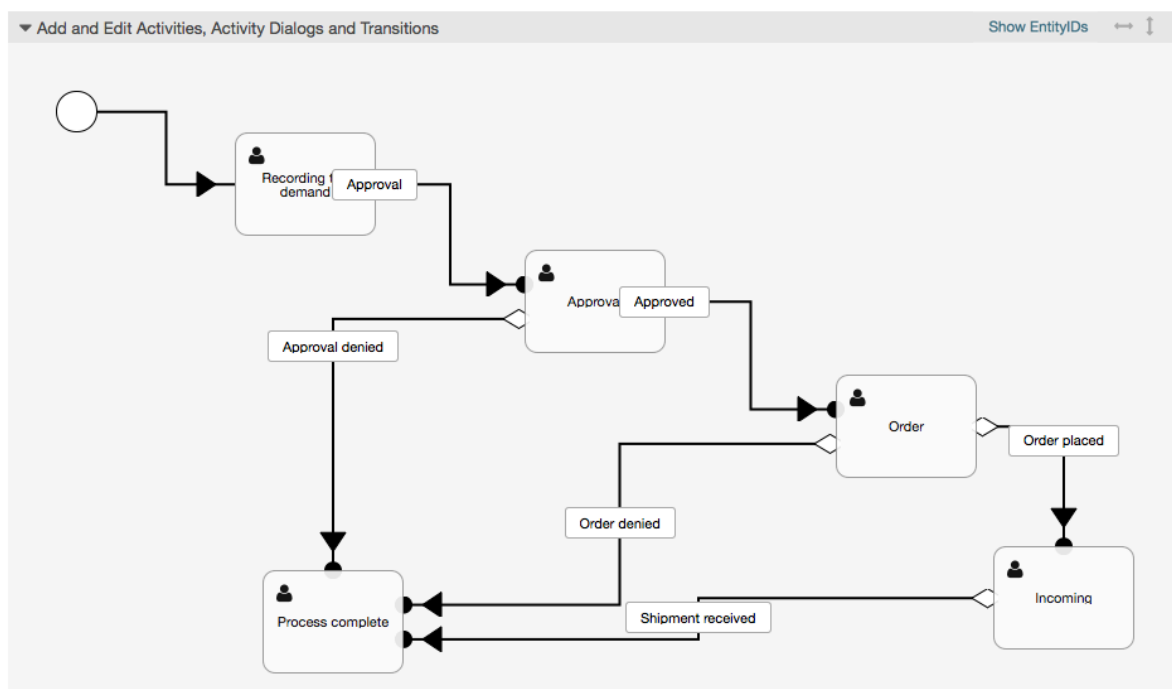 Add and Edit Activities, Activity Dialogs and Transitions
Show EntityIDs
Recording
demand
Approval
Approved
Approval denied
Order
Order placed
Order denied
Incoming
Process complete
Shipment received